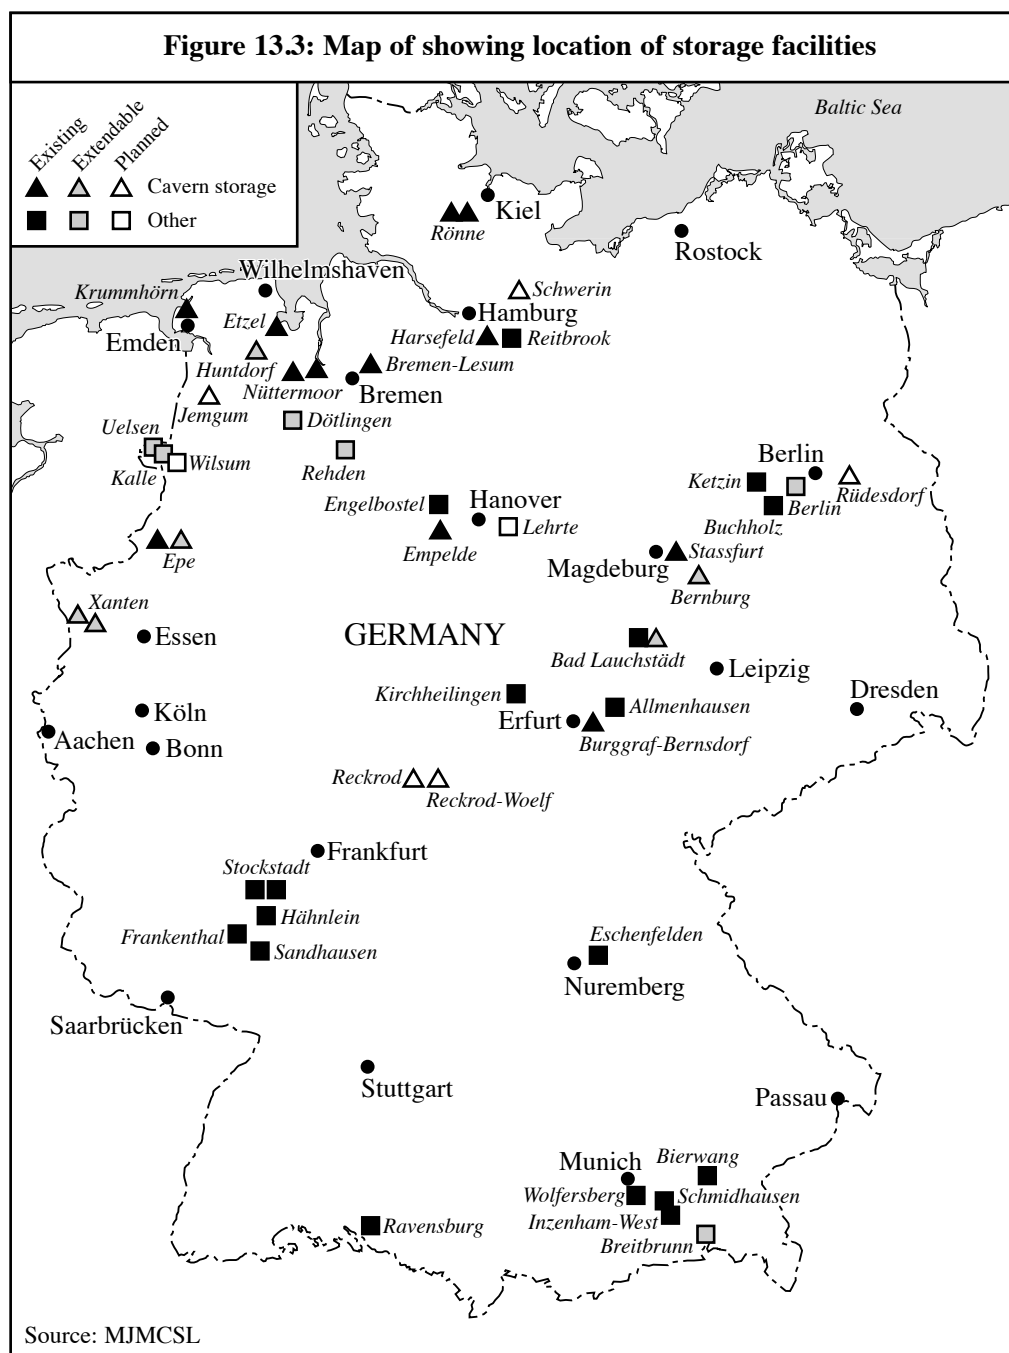 Figure 13.3: Map of showing location of storage facilities
Existing
Extendable
Planned
Cavern storage
Other
Baltic Sea
Kiel
Rönne
Rostock
Wilhelmshaven
Krummhörn
Schwerin
Etzel
Hamburg
Emden
Harsefeld
Reitbrook
Huntdorf
Bremen-Lesum
Nüttermoor
Bremen
Jemgum
Dötlingen
Uelsen
Wilsum
Kalle
Rehden
Berlin
Ketzin
Rüdesdorf
Berlin
Engelbostel
Hanover
Buchholz
Lehrte
Empelde
Stassfurt
Epe
Magdeburg
Bernburg
Xanten
Essen
GERMANY
Bad Lauchstädt
Leipzig
Kirchheilingen
Dresden
Allmenhausen
Köln
Erfurt
Aachen
Bonn
Burggraf-Bernsdorf
Reckrod
Reckrod-Woelf
Frankfurt
Stockstadt
Hähnlein
Frankenthal
Sandhausen
Eschenfelden
Nuremberg
Saarbrücken
Stuttgart
Passau
Bierwang
Munich
Wolfersberg
Schmidhausen
Inzenham-West
Ravensburg
Breitbrunn
Source: MJMCSL